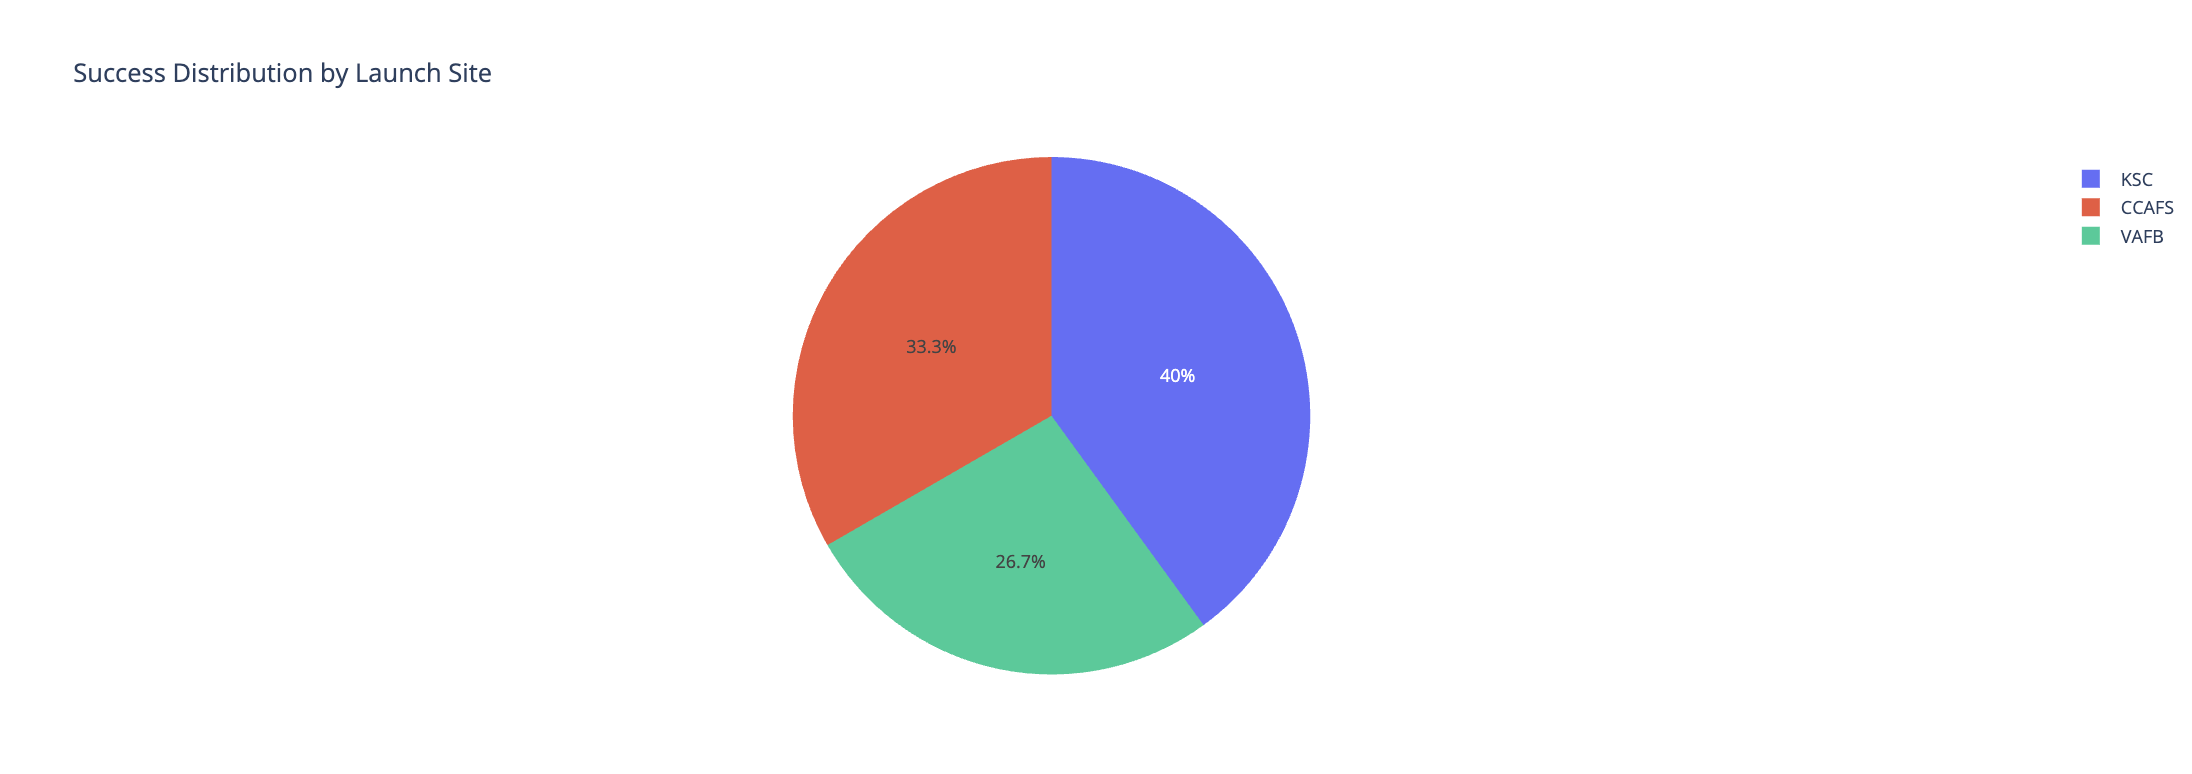 Success Distribution by Launch Site
KSC
CCAFS
VAFB
33.3%
40%
26.7%